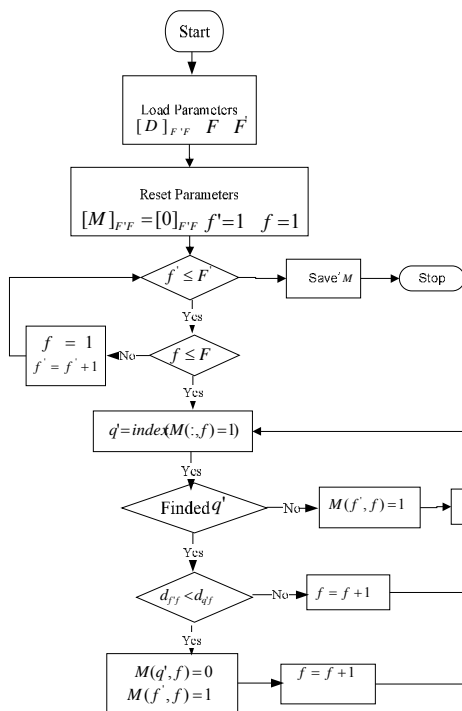 Start
Load Parameters
[D]F'F F F'
Reset Parameters
[M]F'F = [0]F'F f'=1 f=1
f' ≤ F'
Save' M
Stop
Yes
f = 1
f' = f' +1
No
f ≤ F
Yes
q'=index(M(:,f)=1)
Yes
Finded q'
No
M(f',f)=1
Yes
df'f < dq'f
No
f = f +1
Yes
M(q',f)=0
M(f',f)=1
f = f +1